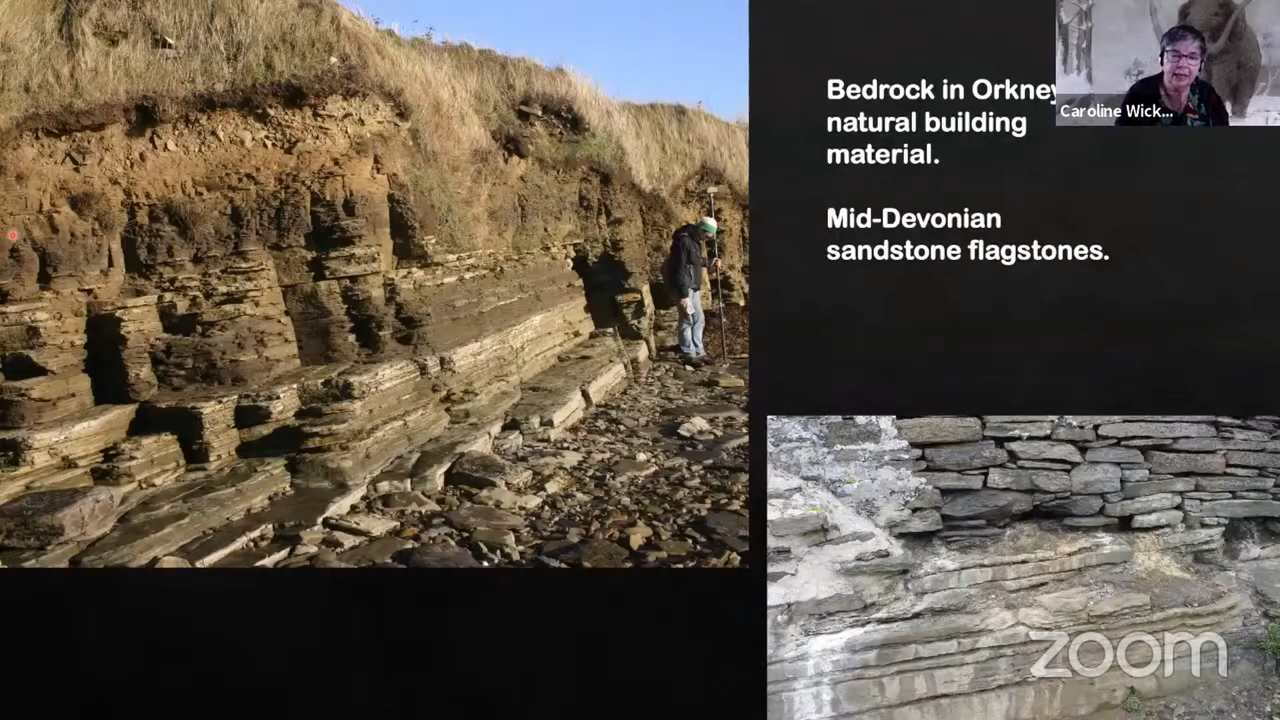 Bedrock in Orkney
natural building
material.
Mid-Devonian
sandstone flagstones.
Caroline Wick...
zoom